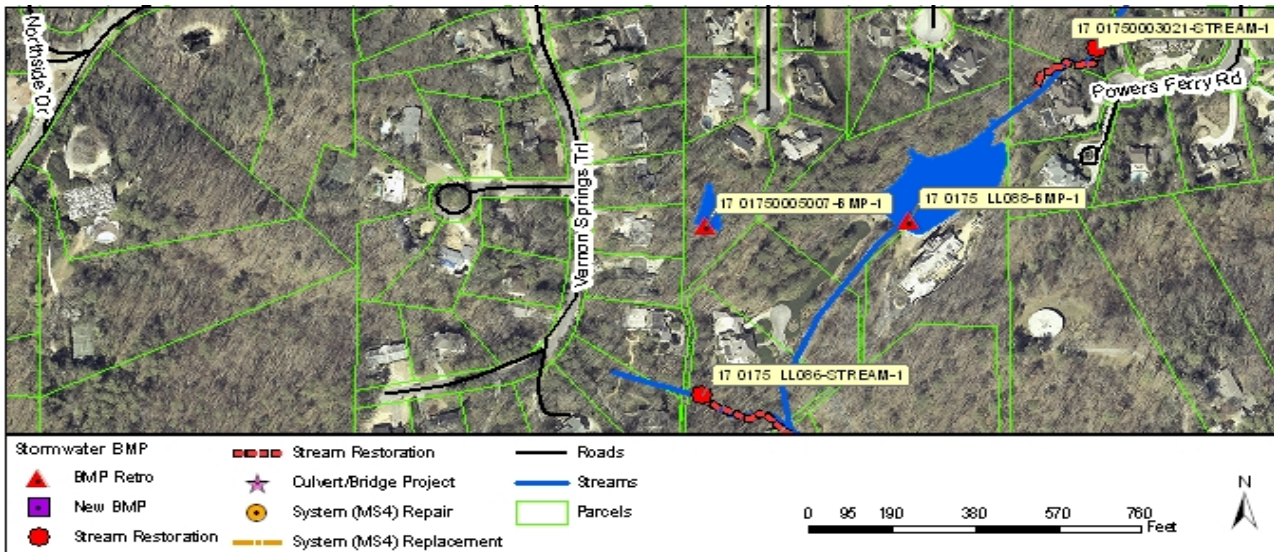 17 01750003021-STREAM-1
Northside Dr
Powers Ferry Rd
Vernon Springs Trl
17 01750005007-BMP-1
17 0175 LL088-BMP-1
17 0175 LL086-STREAM-1
Stormwater BMP
BMP Retro
New BMP
Stream Restoration
Stream Restoration
Culvert/Bridge Project
System (MS4) Repair
System (MS4) Replacement
Roads
Streams
Parcels
N
0 95 190 380 570 760
Feet